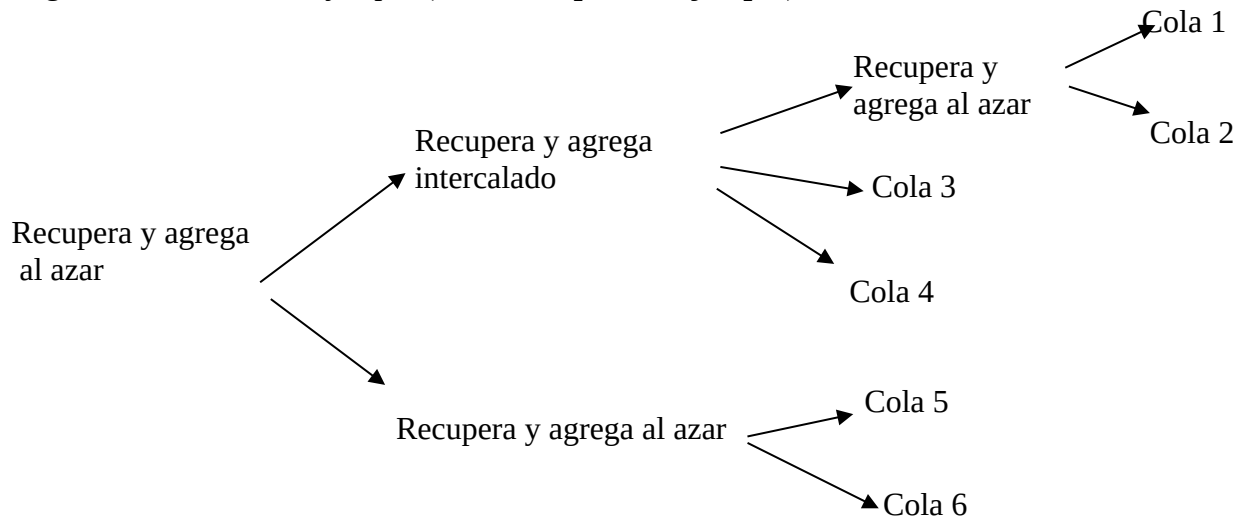 Cola 1
Recupera y
agrega al azar
Cola 2
Recupera y agrega
intercalado
Cola 3
Recupera y agrega
al azar
Cola 4
Cola 5
Recupera y agrega al azar
Cola 6